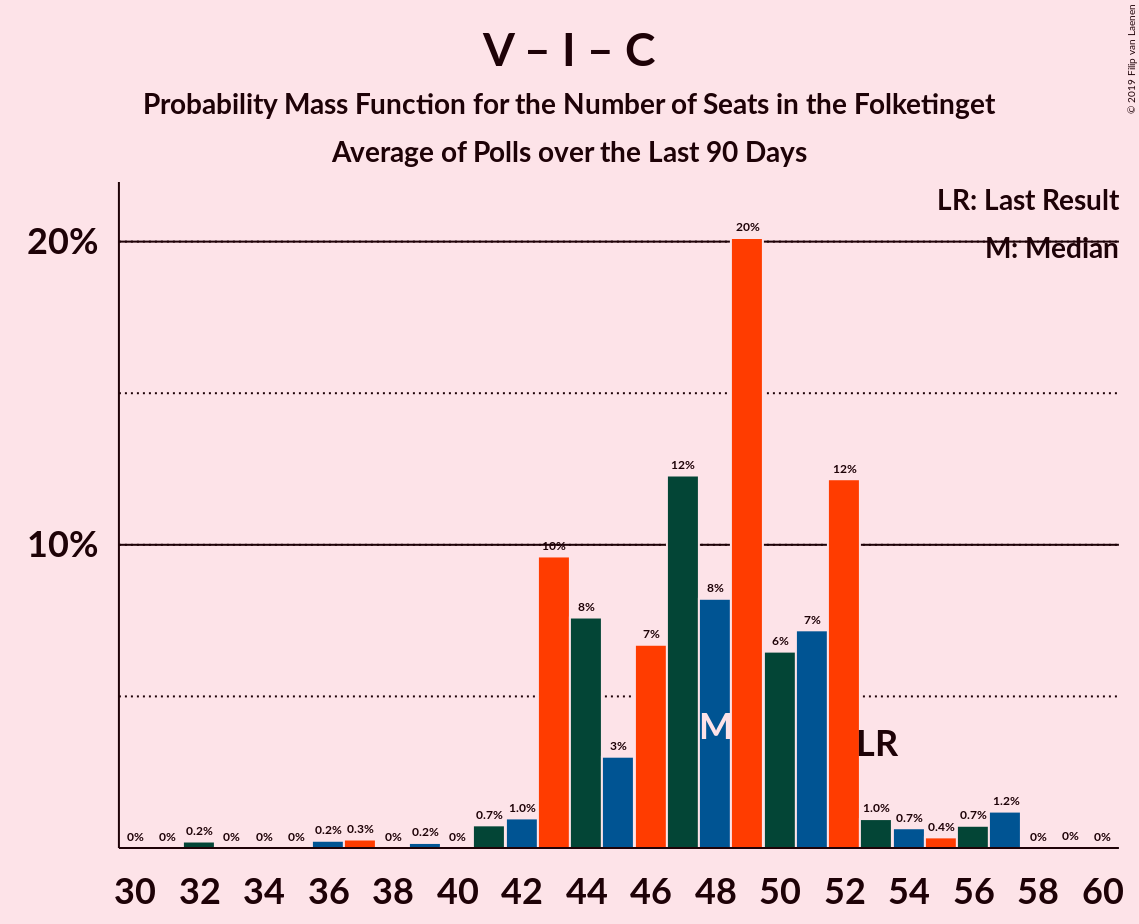 V – I – C
Probability Mass Function for the Number of Seats in the Folketinget
Average of Polls over the Last 90 Days
© 2019 Filip van Laenen
LR: Last Result
M: Median
20%
10%
0% 0% 0.2% 0% 0% 0% 0.2% 0.3% 0% 0.2% 0% 0.7% 1.0% 10% 8% 3% 7% 12% 8% 20% 6% 7% 12% 1.0% 0.7% 0.4% 0.7% 1.2% 0% 0% 0%
M
LR
30 32 34 36 38 40 42 44 46 48 50 52 54 56 58 60